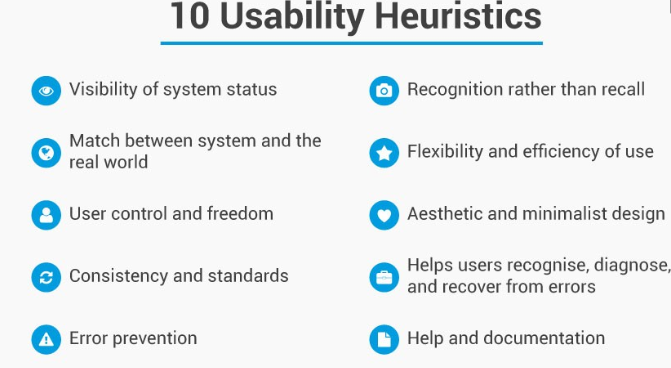 10 Usability Heuristics
Visibility of system status
Match between system and the
real world
User control and freedom
Consistency and standards
Error prevention
Recognition rather than recall
Flexibility and efficiency of use
Aesthetic and minimalist design
Helps users recognise, diagnose,
and recover from errors
Help and documentation